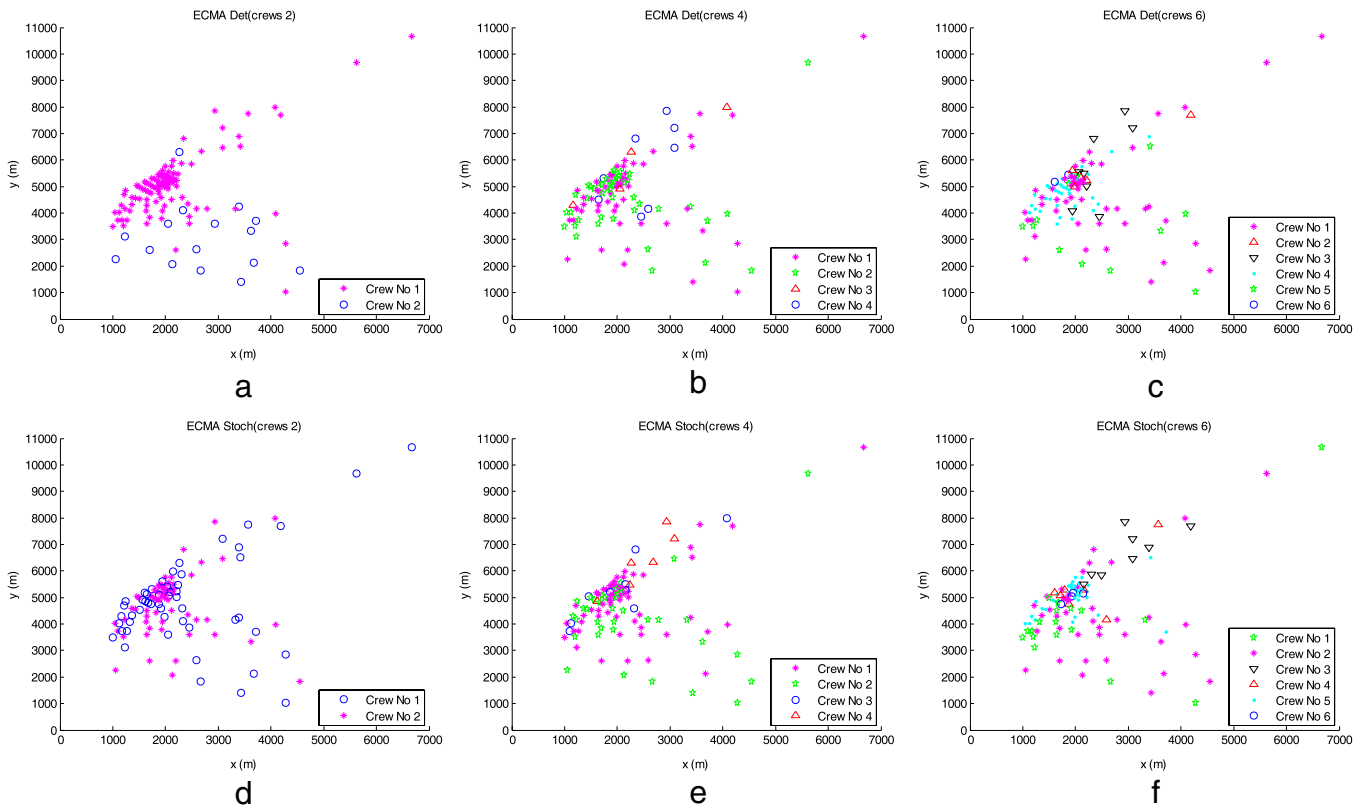 ECMA Det(crews 2)
11000
10000
9000
8000
7000
6000
5000
4000
3000
2000
1000
0
y (m)
0 1000 2000 3000 4000 5000 6000 7000
x (m)
Crew No 1
Crew No 2
a
ECMA Det(crews 4)
11000
10000
9000
8000
7000
6000
5000
4000
3000
2000
1000
0
y (m)
0 1000 2000 3000 4000 5000 6000 7000
x (m)
Crew No 1
Crew No 2
Crew No 3
Crew No 4
b
ECMA Det(crews 6)
11000
10000
9000
8000
7000
6000
5000
4000
3000
2000
1000
0
y (m)
0 1000 2000 3000 4000 5000 6000 7000
x (m)
Crew No 1
Crew No 2
Crew No 3
Crew No 4
Crew No 5
Crew No 6
c
ECMA Stoch(crews 2)
11000
10000
9000
8000
7000
6000
5000
4000
3000
2000
1000
0
y (m)
0 1000 2000 3000 4000 5000 6000 7000
x (m)
Crew No 1
Crew No 2
d
ECMA Stoch(crews 4)
11000
10000
9000
8000
7000
6000
5000
4000
3000
2000
1000
0
y (m)
0 1000 2000 3000 4000 5000 6000 7000
x (m)
Crew No 1
Crew No 2
Crew No 3
Crew No 4
e
ECMA Stoch(crews 6)
11000
10000
9000
8000
7000
6000
5000
4000
3000
2000
1000
0
y (m)
0 1000 2000 3000 4000 5000 6000 7000
x (m)
Crew No 1
Crew No 2
Crew No 3
Crew No 4
Crew No 5
Crew No 6
f